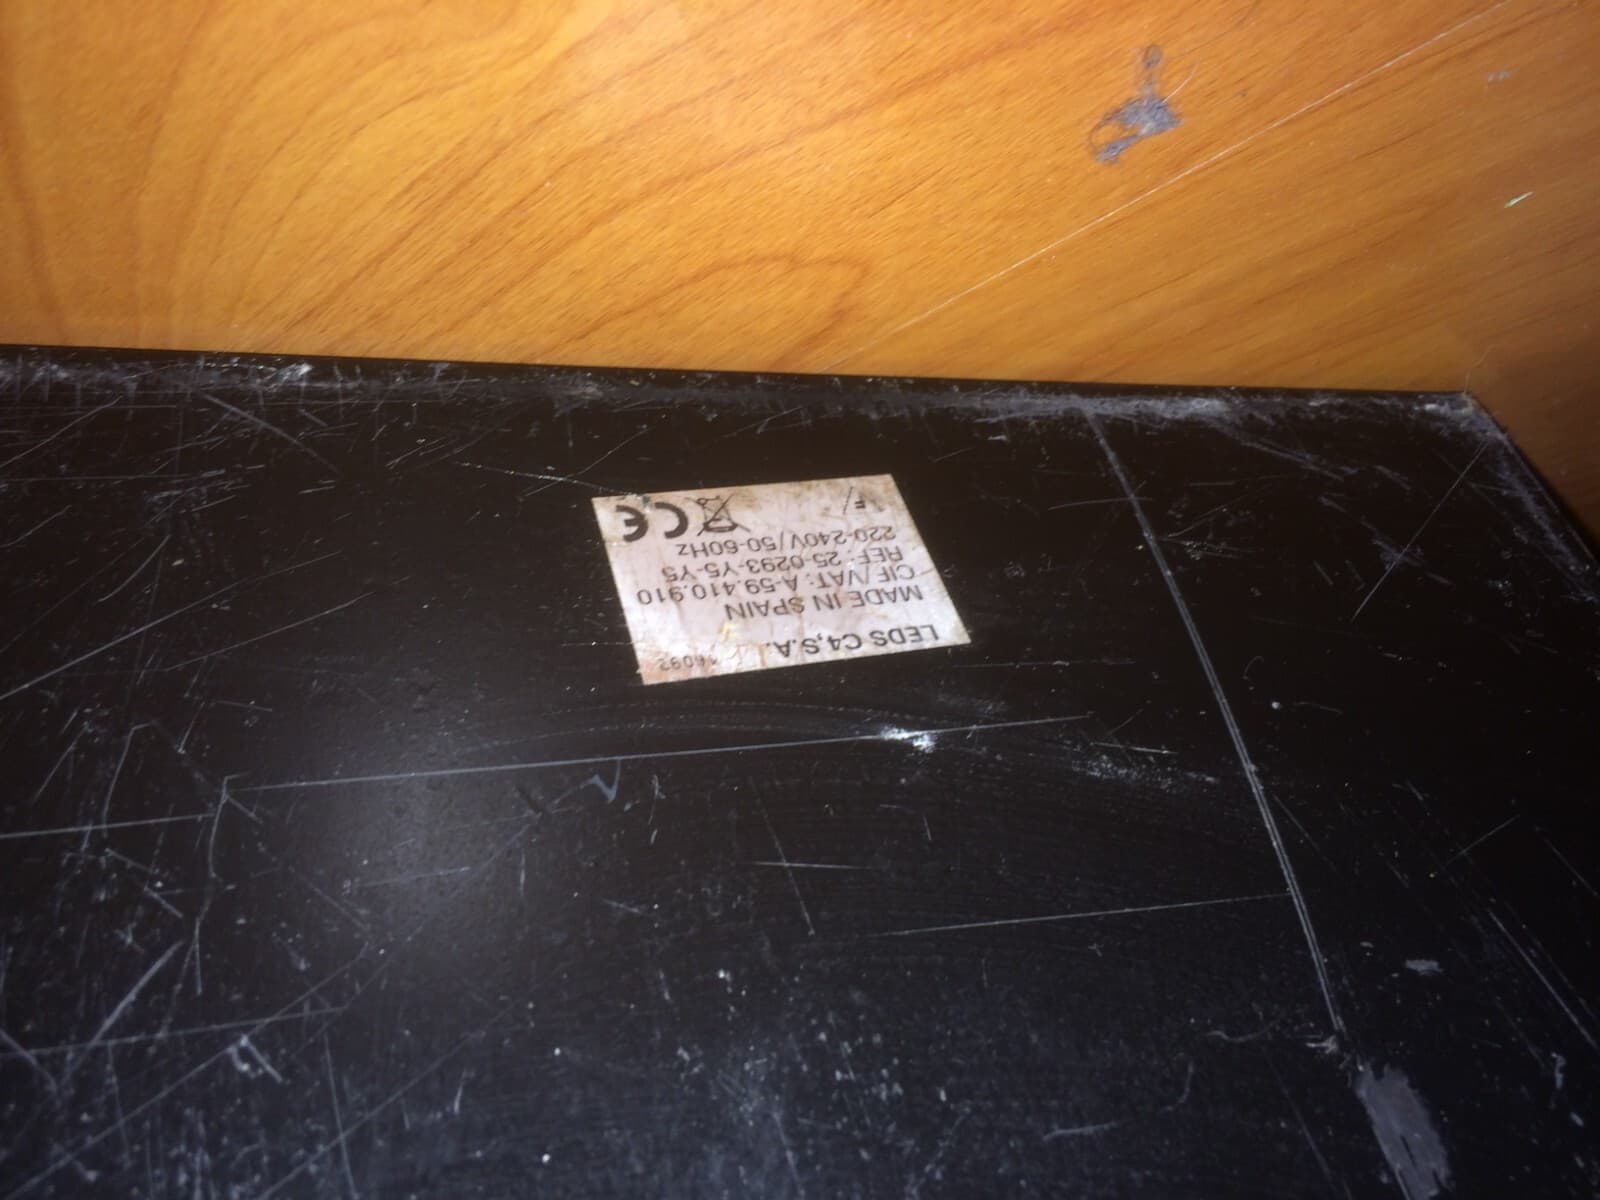 LEDS C4,S.A.
MADE IN SPAIN
CIF/VAT: A-59.410.910
REF: 25-0293-Y5-Y5
220-240V/50-60Hz
F/ CE